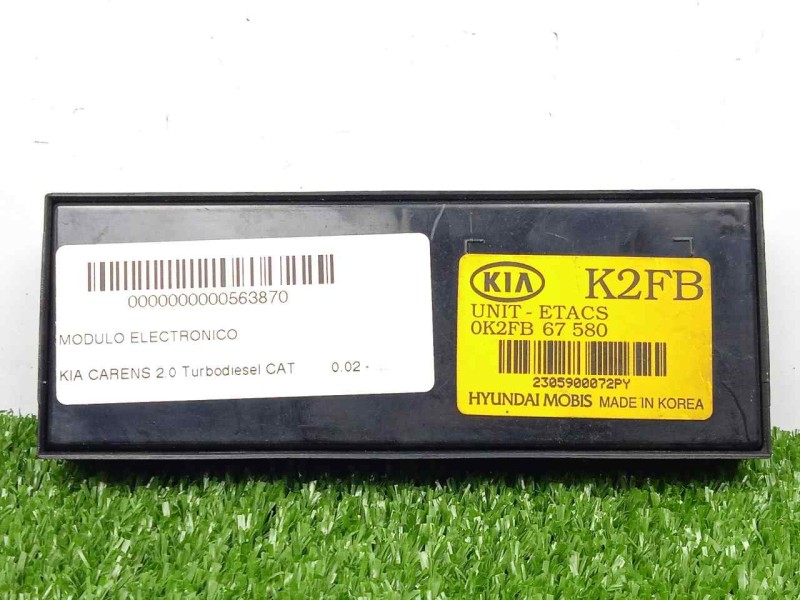 0000000000563870
MODULO ELECTRONICO
KIA CARENS 2.0 Turbodiesel CAT 0.02 - ...
KIA K2FB
UNIT - ETACS
0K2FB 67 580
2305900072PY
HYUNDAI MOBIS MADE IN KOREA